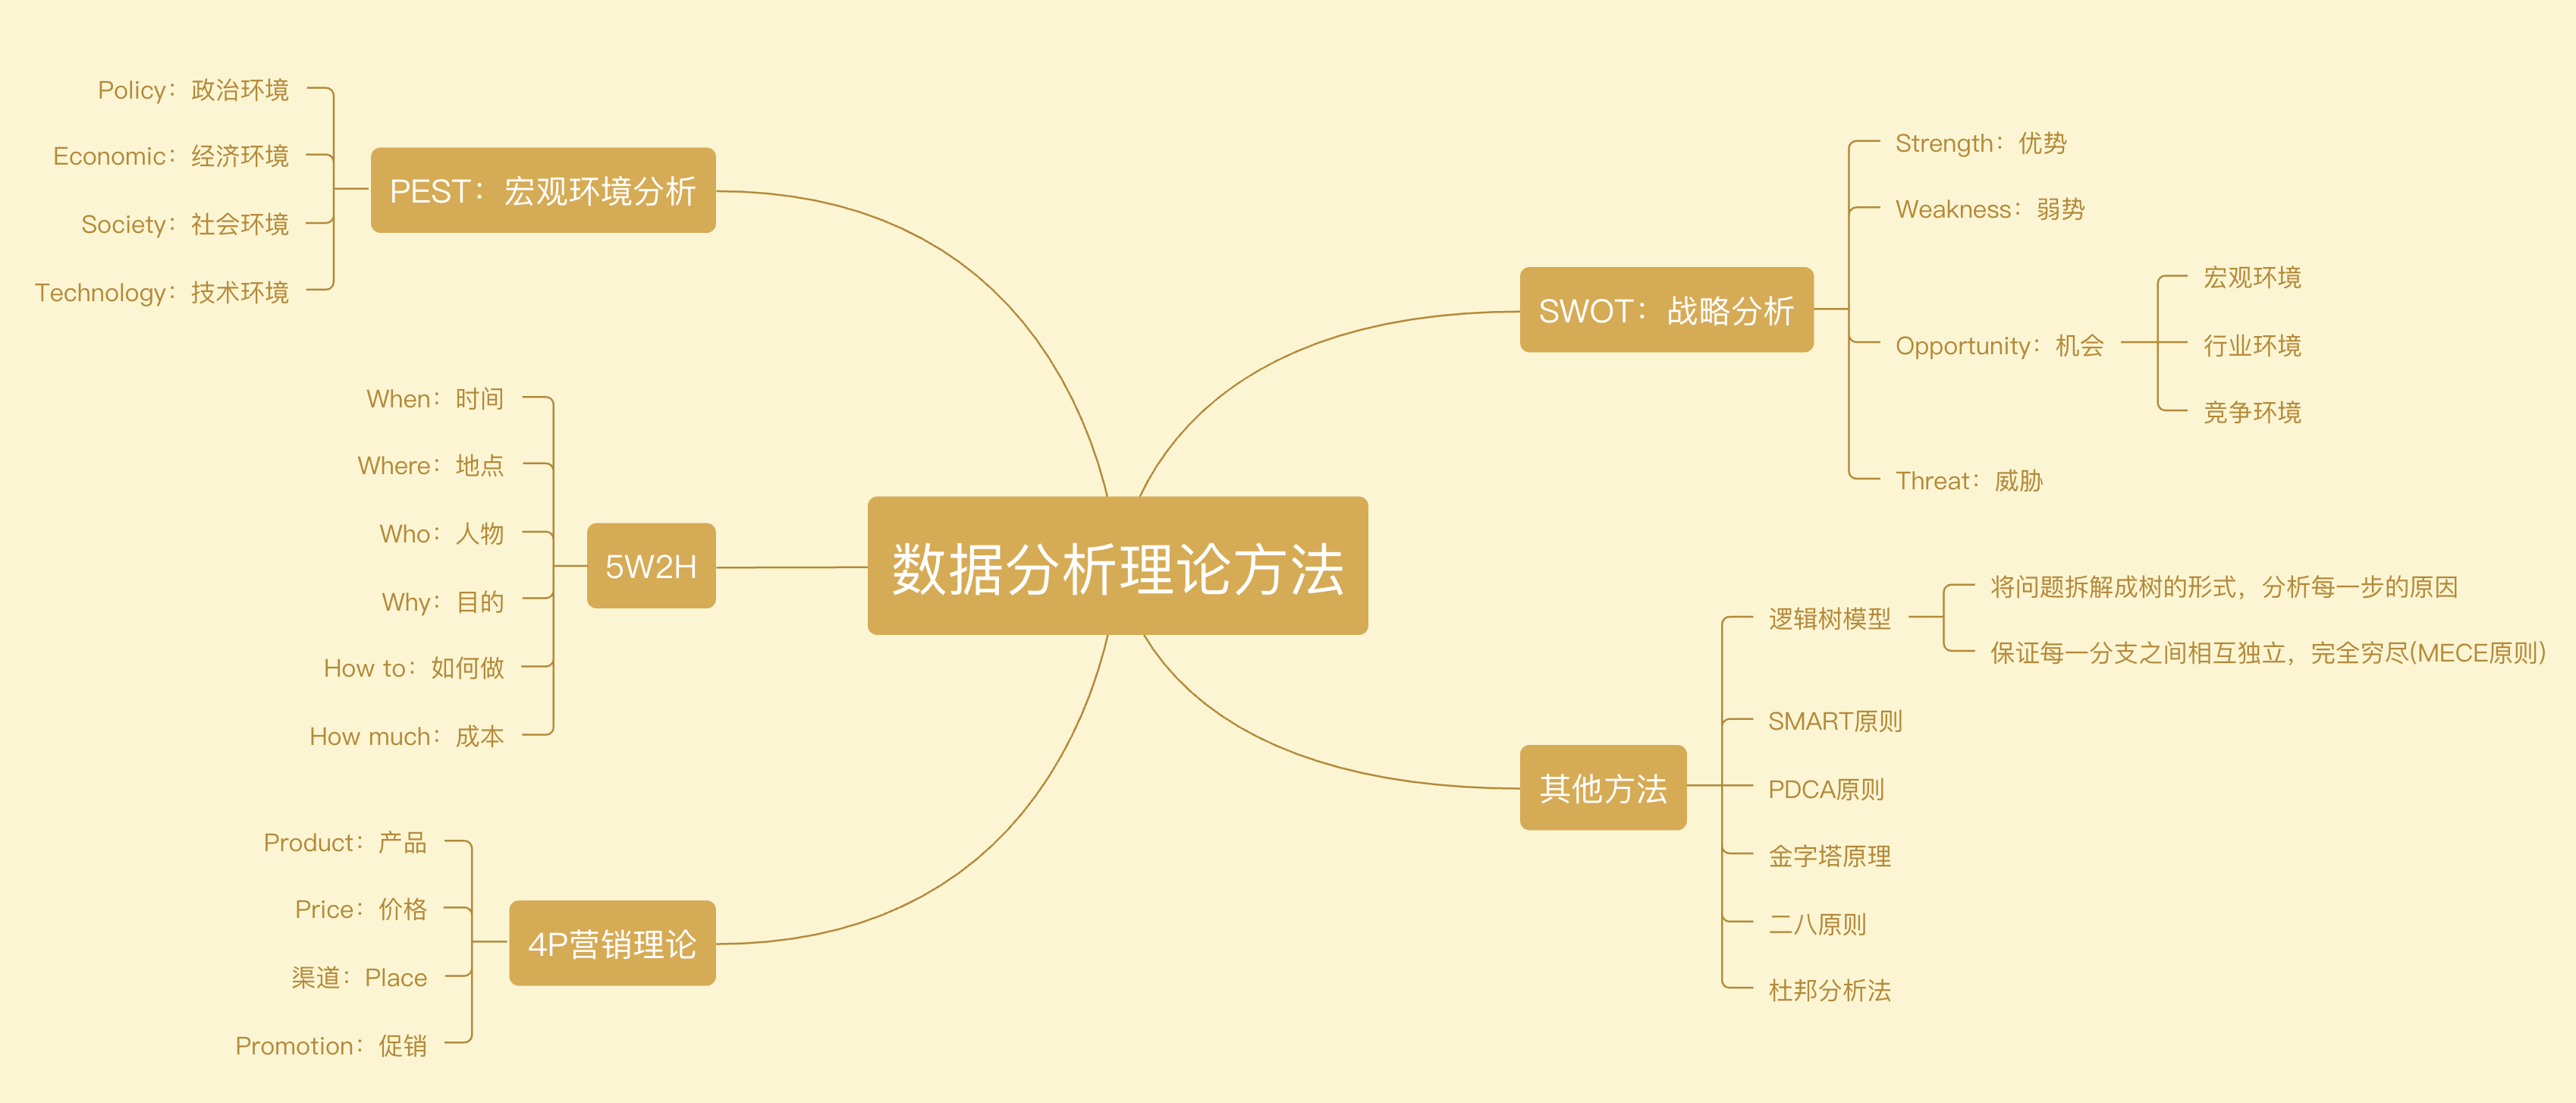 数据分析理论方法
PEST：宏观环境分析
Policy：政治环境
Economic：经济环境
Society：社会环境
Technology：技术环境
5W2H
When：时间
Where：地点
Who：人物
Why：目的
How to：如何做
How much：成本
4P营销理论
Product：产品
Price：价格
渠道：Place
Promotion：促销
SWOT：战略分析
Strength：优势
Weakness：弱势
Opportunity：机会
宏观环境
行业环境
竞争环境
Threat：威胁
其他方法
逻辑树模型
将问题拆解成树的形式，分析每一步的原因
保证每一分支之间相互独立，完全穷尽(MECE原则)
SMART原则
PDCA原则
金字塔原理
二八原则
杜邦分析法